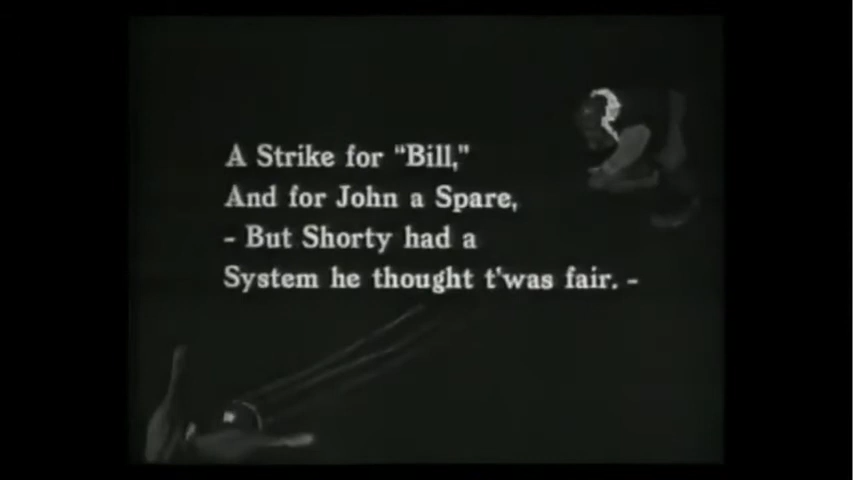 A Strike for “Bill,”
And for John a Spare,
- But Shorty had a
System he thought t'was fair. -